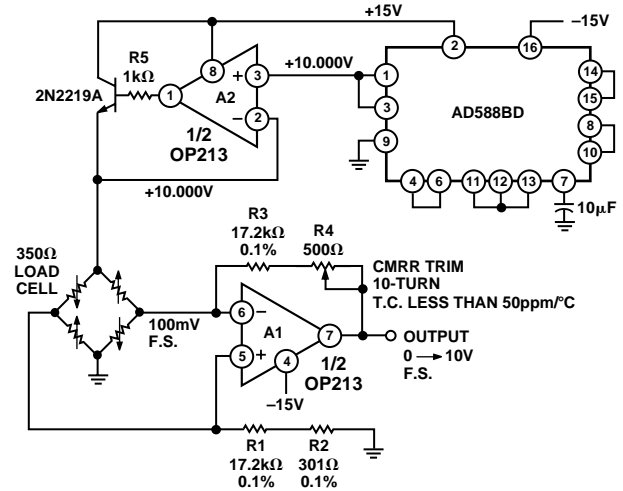 +15V
–15V
R5
1kΩ
2N2219A
8
1
+
3
A2
–
2
1/2
OP213
+10.000V
+10.000V
2
16
1
3
9
AD588BD
14
15
8
10
4
6
11
12
13
7
10µF
350Ω
LOAD
CELL
100mV
F.S.
R3
17.2kΩ
0.1%
R4
500Ω
CMRR TRIM
10-TURN
T.C. LESS THAN 50ppm/°C
6
–
A1
7
5
+
4
1/2
OP213
–15V
OUTPUT
0 → 10V
F.S.
R1
17.2kΩ
0.1%
R2
301Ω
0.1%